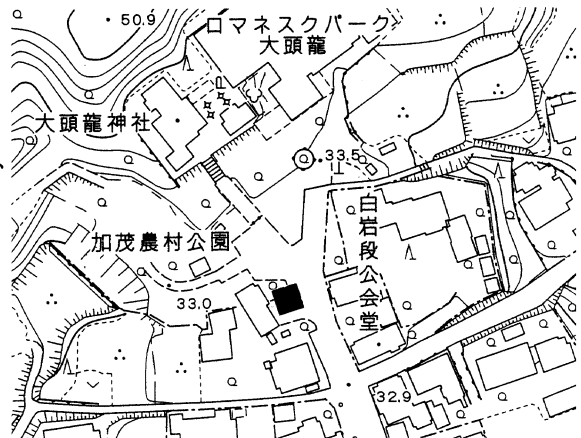 50.9
ロマネスクパーク
大頭龍
大頭龍神社
33.5
白岩段公会堂
加茂農村公園
33.0
32.9